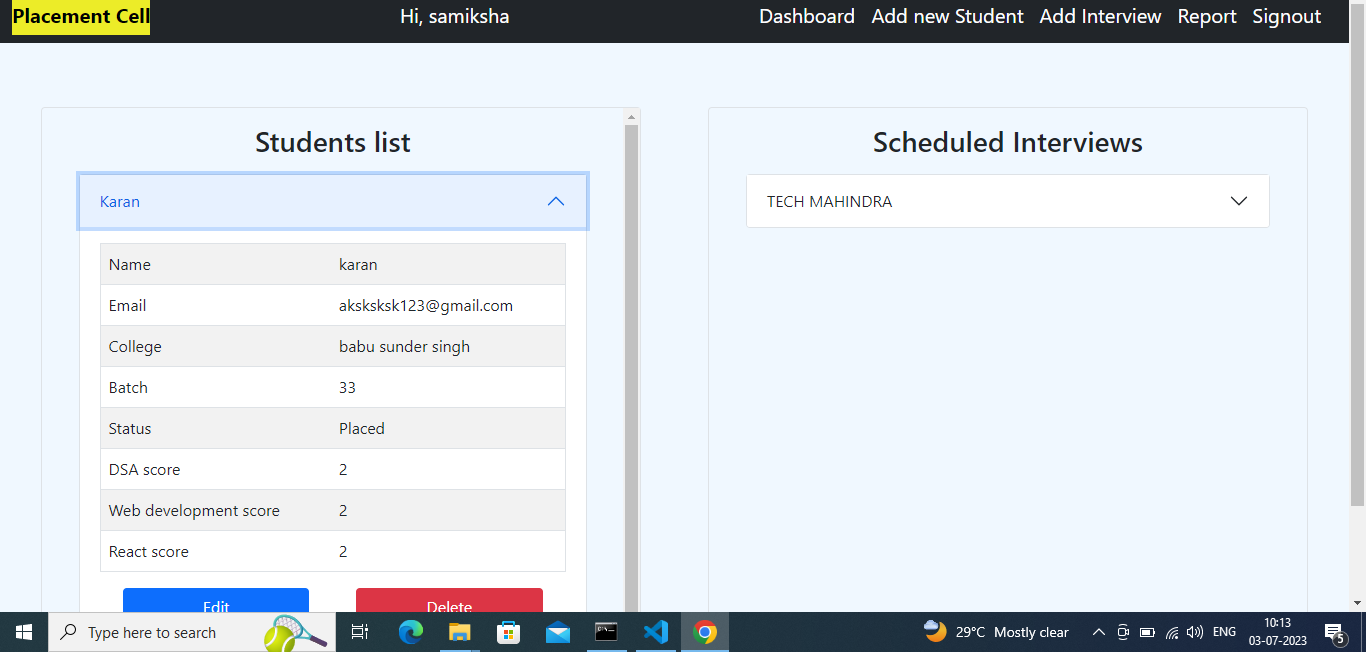 Placement Cell
Hi, samiksha
Dashboard Add new Student Add Interview Report Signout
Students list
Karan
Name karan
Email aksksksk123@gmail.com
College babu sunder singh
Batch 33
Status Placed
DSA score 2
Web development score 2
React score 2
Edit Delete
Scheduled Interviews
TECH MAHINDRA
Type here to search
29°C Mostly clear
ENG
10:13
03-07-2023
5